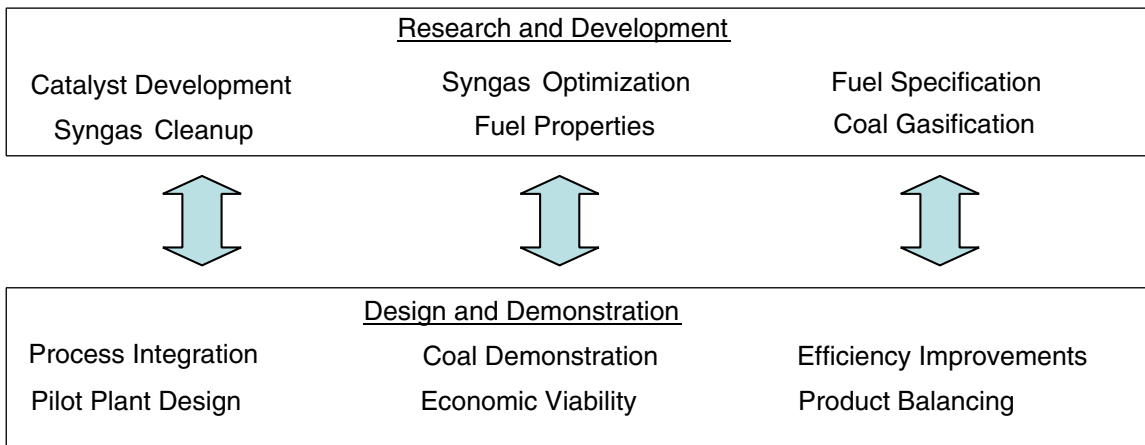 Research and Development
Catalyst Development Syngas Optimization Fuel Specification
Syngas Cleanup Fuel Properties Coal Gasification
Design and Demonstration
Process Integration Coal Demonstration Efficiency Improvements
Pilot Plant Design Economic Viability Product Balancing